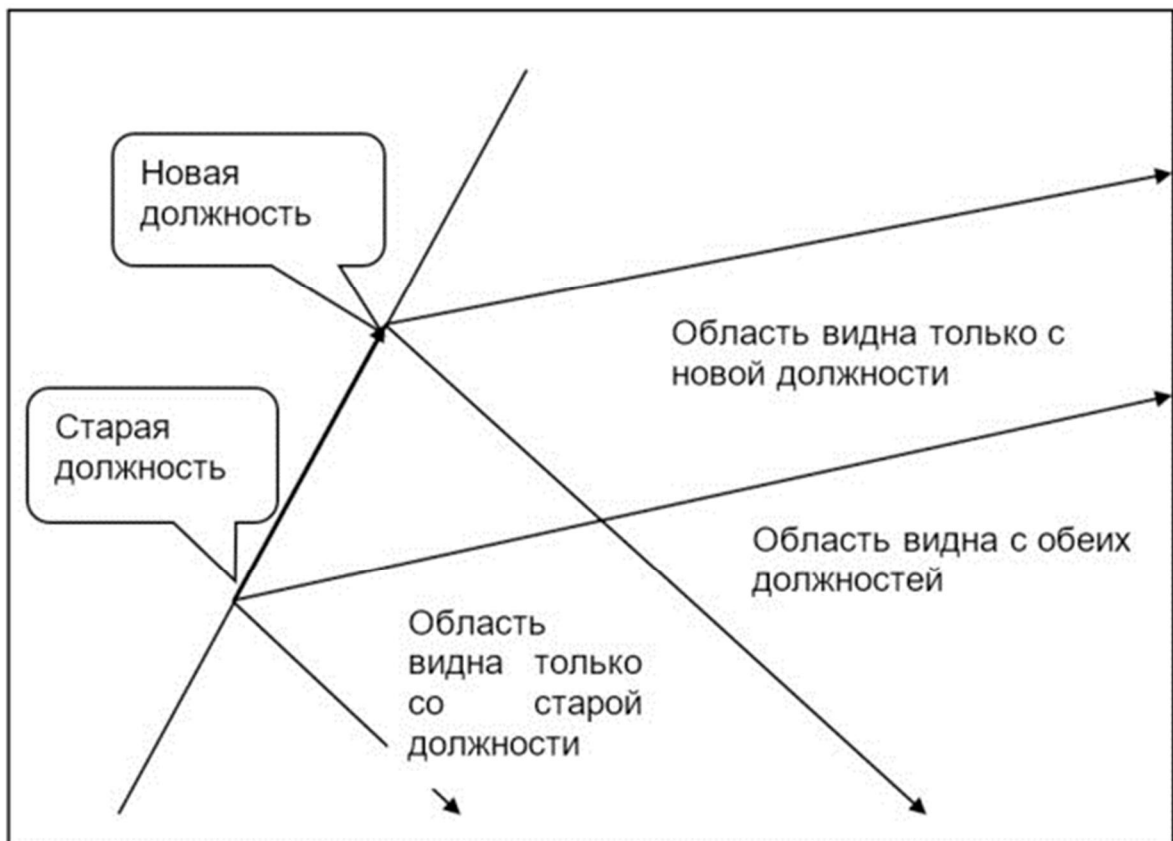 Новая
должность
Область видна только с
новой должности
Старая
должность
Область видна с обеих
должностей
Область
видна только
со старой
должности